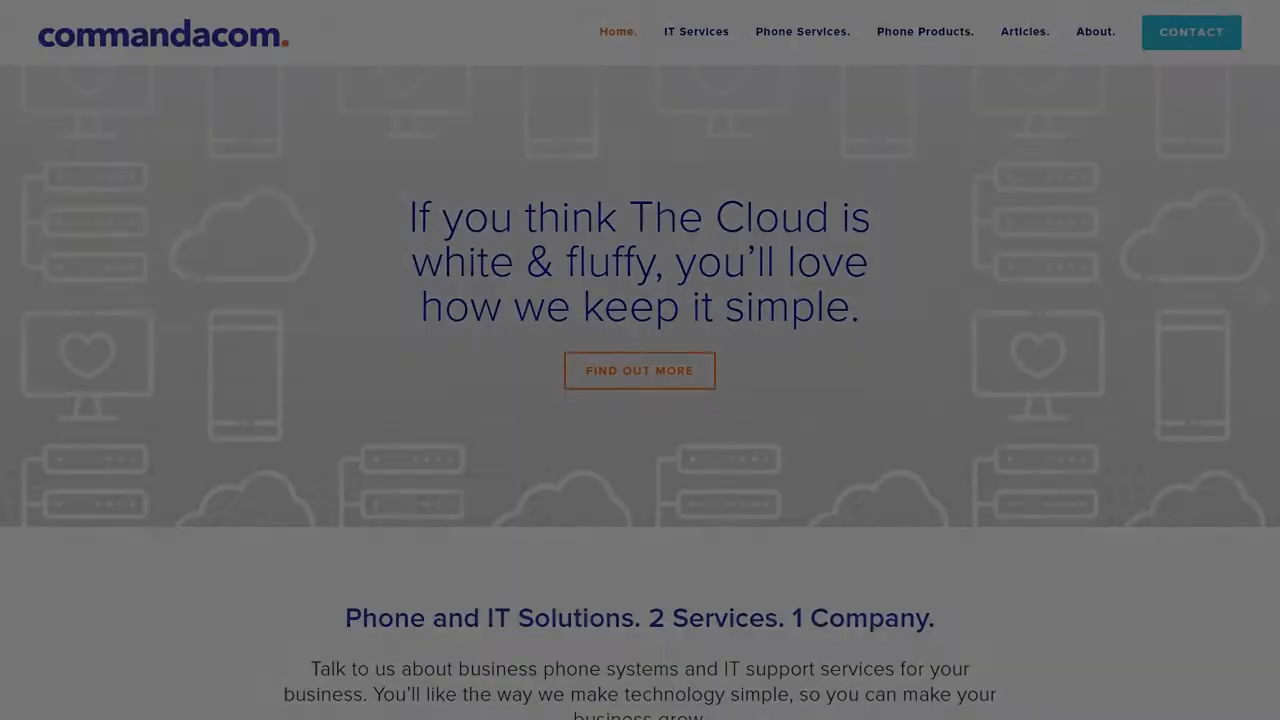 commandacom.
Home. IT Services Phone Services. Phone Products. Articles. About. CONTACT
If you think The Cloud is
white & fluffy, you’ll love
how we keep it simple.
FIND OUT MORE
Phone and IT Solutions. 2 Services. 1 Company.
Talk to us about business phone systems and IT support services for your
business. You’ll like the way we make technology simple, so you can make your
business grow.